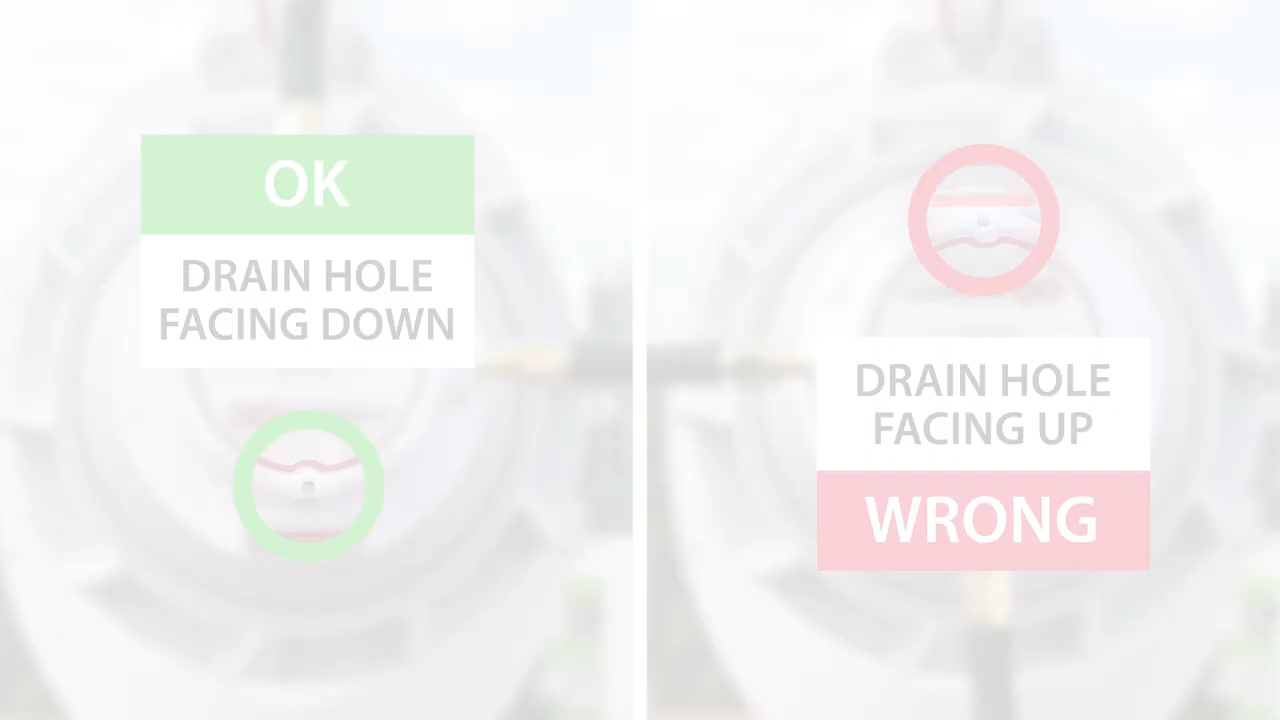 OK
DRAIN HOLE
FACING DOWN
DRAIN HOLE
FACING UP
WRONG